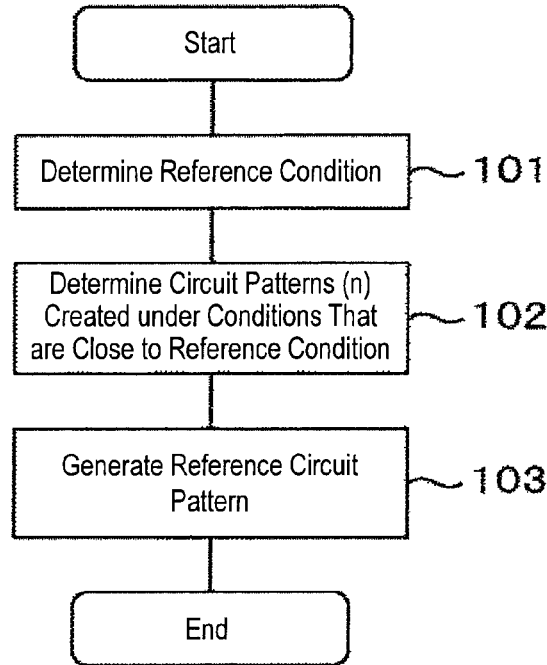 Start
Determine Reference Condition
101
Determine Circuit Patterns (n)
Created under Conditions That
are Close to Reference Condition
102
Generate Reference Circuit
Pattern
103
End